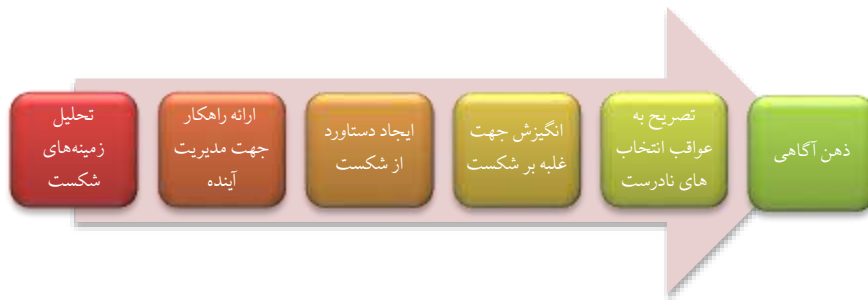 تحلیل
زمینه‌های
شکست
ارائه راهکار
جهت مدیریت
آینده
ایجاد دستاورد
از شکست
انگیزش جهت
غلبه بر شکست
تصریح به
عواقب انتخاب
های نادرست
ذهن آگاهی